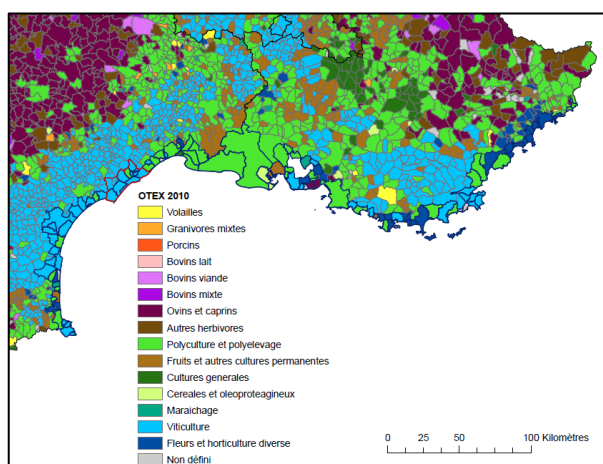 OTEX 2010
Volailles
Granivores mixtes
Porcins
Bovins lait
Bovins viande
Bovins mixte
Ovins et caprins
Autres herbivores
Polyculture et polyelevage
Fruits et autres cultures permanentes
Cultures generales
Cereales et oleoproteagineux
Maraichage
Viticulture
Fleurs et horticulture diverse
Non défini
0 25 50 100 Kilomètres